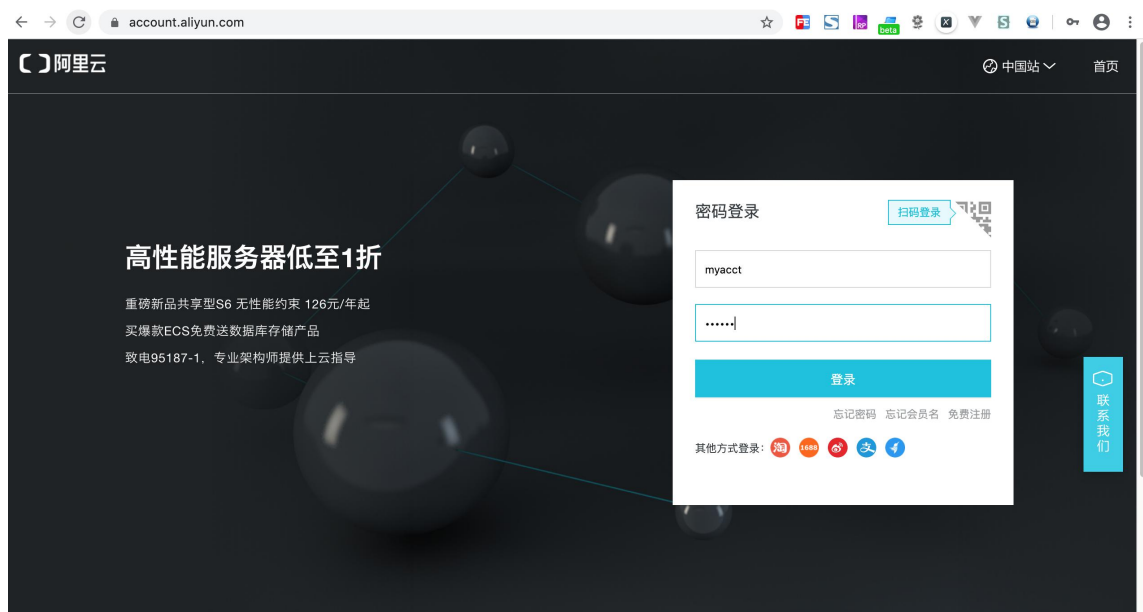 account.aliyun.com
FE
RP
beta
阿里云
中国站
首页
高性能服务器低至1折
重磅新品共享型S6 无性能约束 126元/年起
买爆款ECS免费送数据库存储产品
致电95187-1，专业架构师提供上云指导
密码登录
扫码登录
myacct
••••••
登录
忘记密码 忘记会员名 免费注册
其他方式登录：
淘
1688
支
联系我们